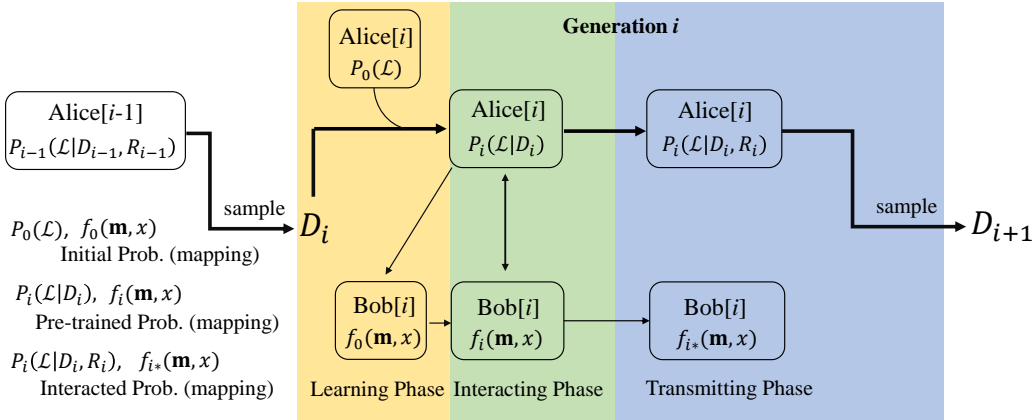 Generation i
Alice[i]
P₀(ℒ)
Alice[i-1]
Pᵢ₋₁(ℒ|Dᵢ₋₁, Rᵢ₋₁)
Alice[i]
Pᵢ(ℒ|Dᵢ)
Alice[i]
Pᵢ(ℒ|Dᵢ, Rᵢ)
sample
Dᵢ
sample
Dᵢ₊₁
P₀(ℒ), f₀(m, x)
Initial Prob. (mapping)
Pᵢ(ℒ|Dᵢ), fᵢ(m, x)
Pre-trained Prob. (mapping)
Pᵢ(ℒ|Dᵢ, Rᵢ), fᵢ*(m, x)
Interacted Prob. (mapping)
Bob[i]
f₀(m, x)
Bob[i]
fᵢ(m, x)
Bob[i]
fᵢ*(m, x)
Learning Phase
Interacting Phase
Transmitting Phase